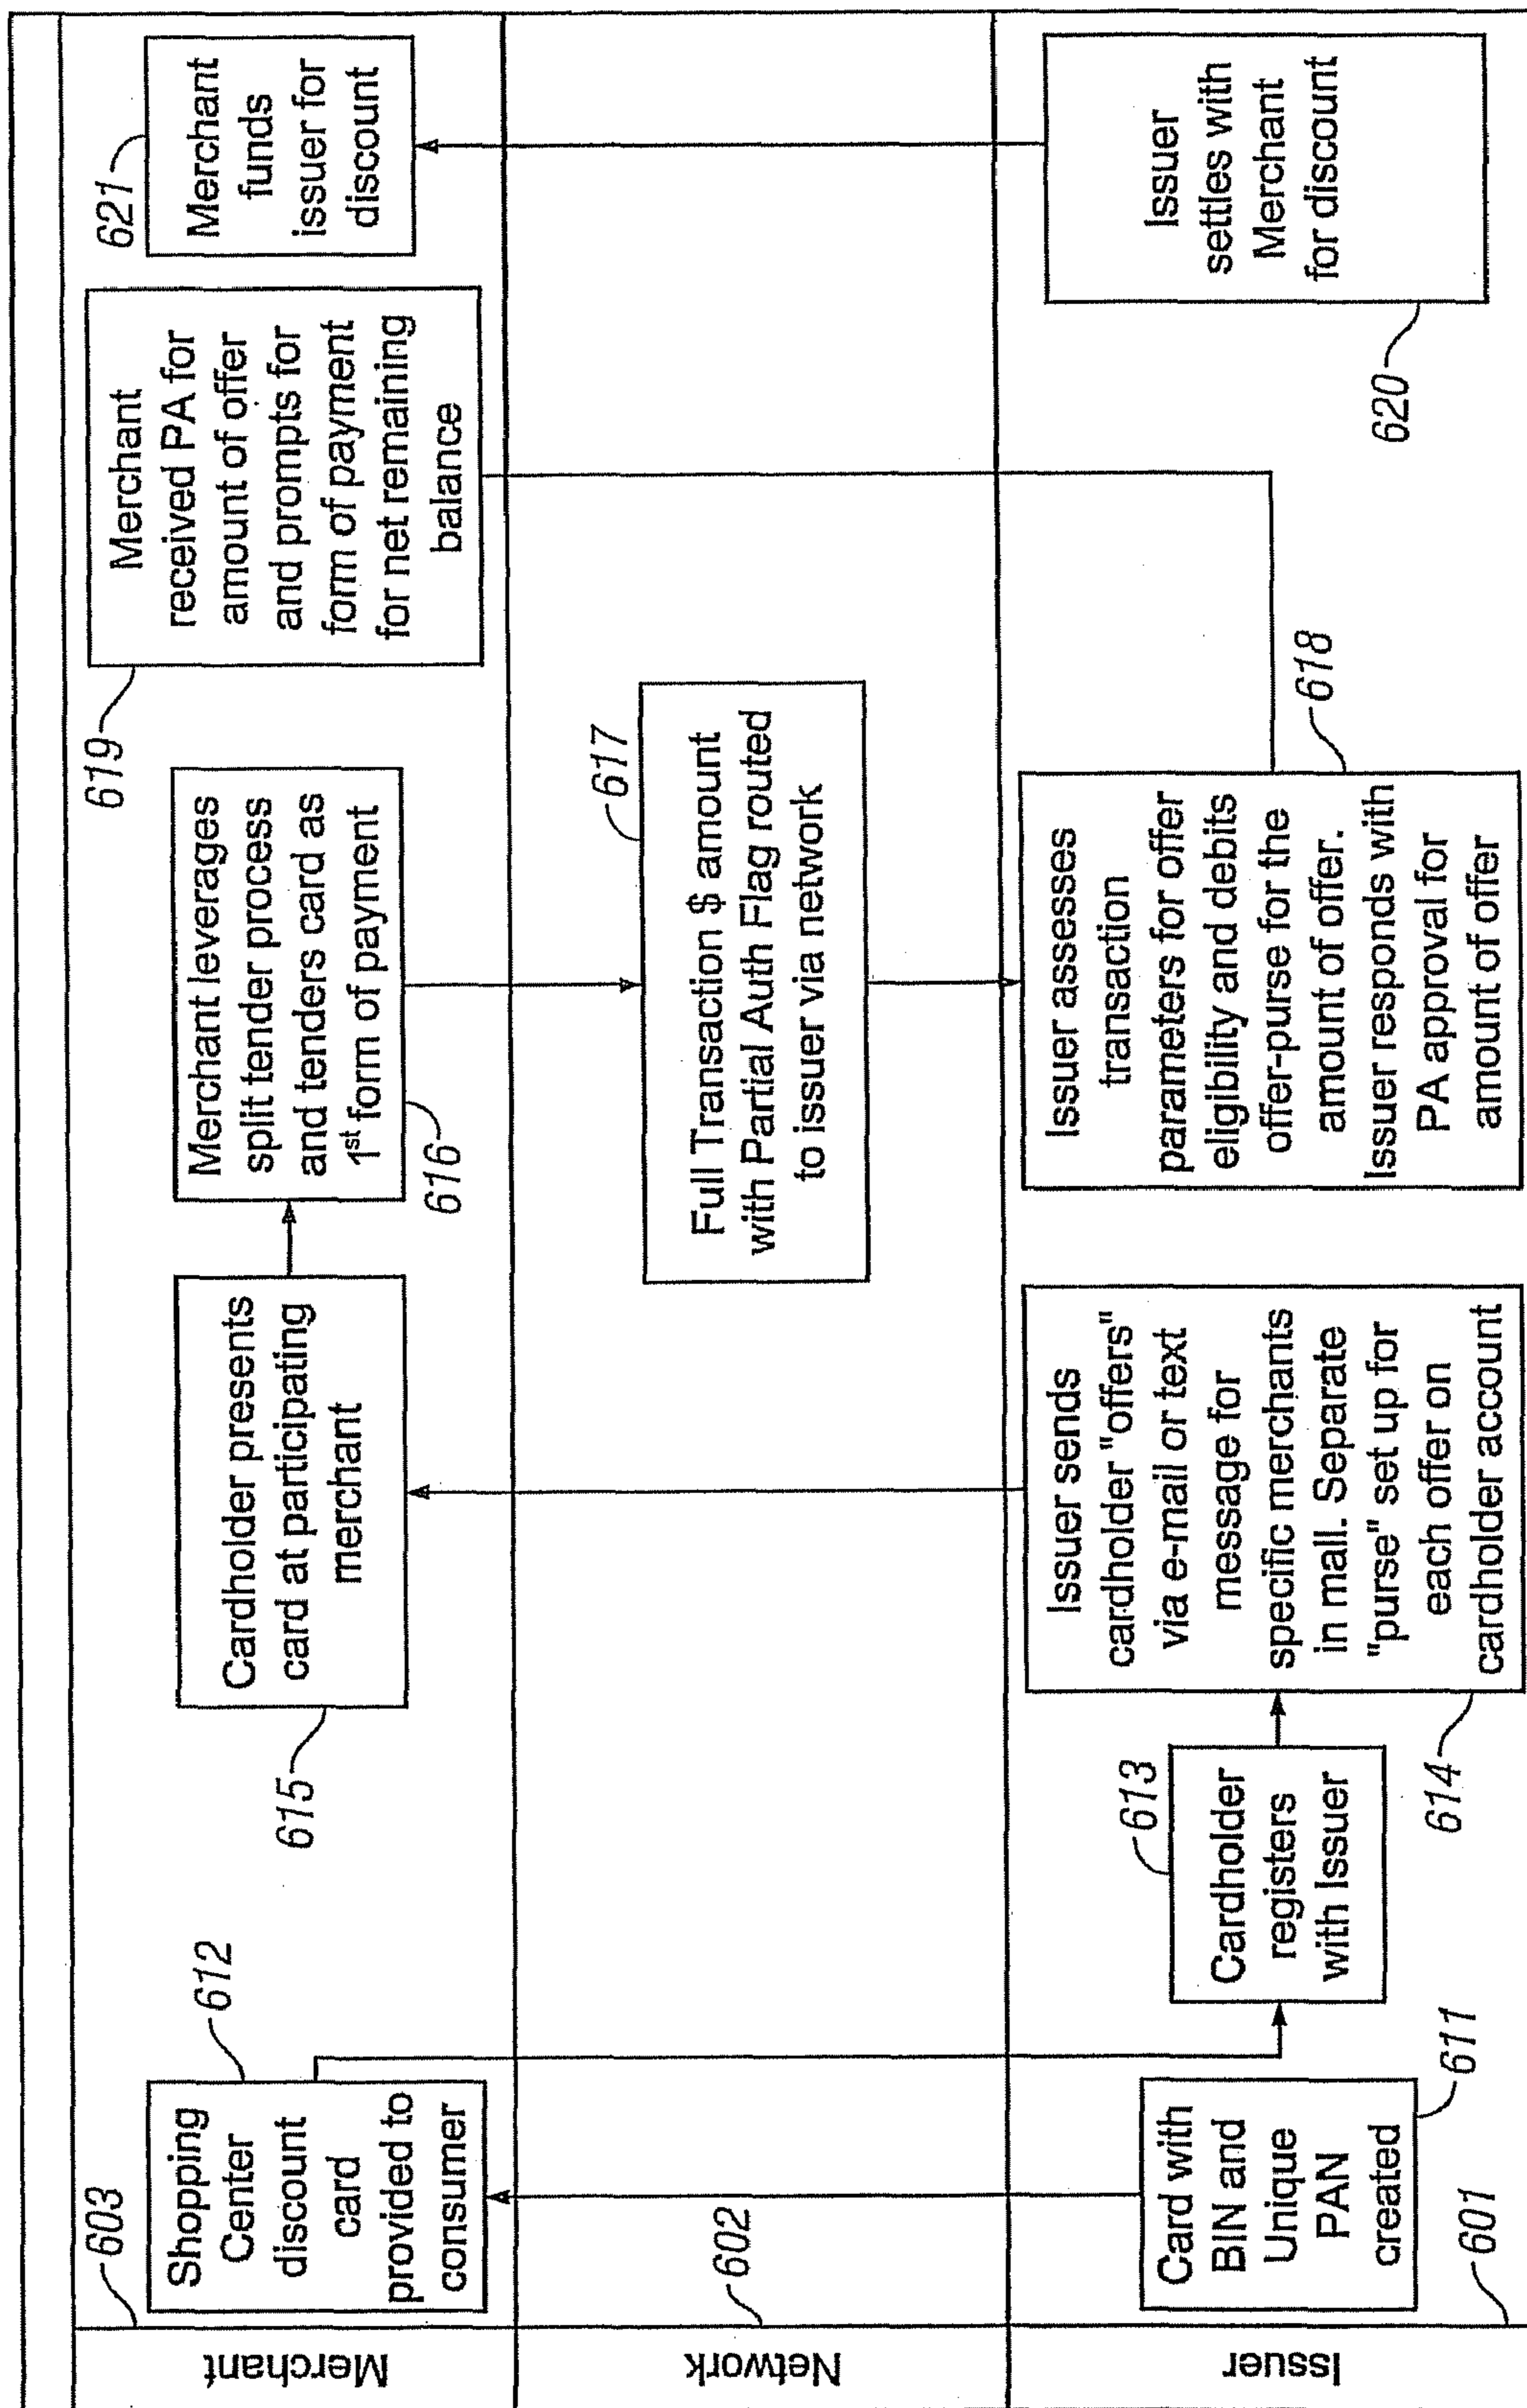 Merchant
603
Shopping
Center
discount
card
provided to
consumer
612
Cardholder presents
card at participating
merchant
615
Merchant leverages
split tender process
and tenders card as
1st form of payment
616
Merchant
received PA for
amount of offer
and prompts for
form of payment
for net remaining
balance
619
Merchant
funds
issuer for
discount
621
Network
602
Full Transaction $ amount
with Partial Auth Flag routed
to issuer via network
617
Issuer
601
Card with
BIN and
Unique
PAN
created
611
Cardholder
registers
with Issuer
613
Issuer sends
cardholder "offers"
via e-mail or text
message for
specific merchants
in mall. Separate
"purse" set up for
each offer on
cardholder account
614
Issuer assesses
transaction
parameters for offer
eligibility and debits
offer-purse for the
amount of offer.
Issuer responds with
PA approval for
amount of offer
618
Issuer
settles with
Merchant
for discount
620